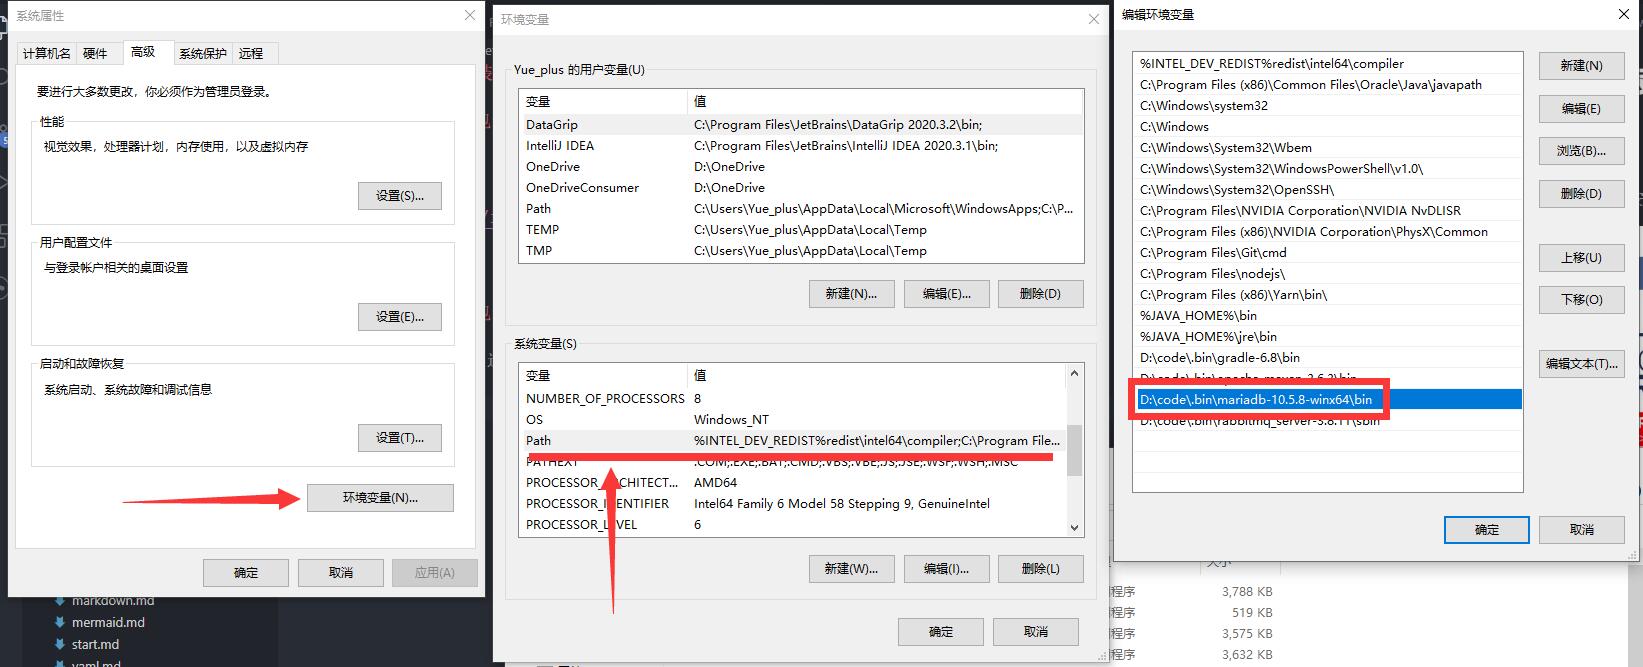 系统属性
计算机名
硬件
高级
系统保护
远程
要进行大多数更改，你必须作为管理员登录。
性能
视觉效果，处理器计划，内存使用，以及虚拟内存
设置(S)...
用户配置文件
与登录帐户相关的桌面设置
设置(E)...
启动和故障恢复
系统启动、系统故障和调试信息
设置(T)...
环境变量(N)...
确定
取消
应用(A)
markdown.md
mermaid.md
start.md
yaml.md
环境变量
Yue_plus 的用户变量(U)
变量 值
DataGrip C:\Program Files\JetBrains\DataGrip 2020.3.2\bin;
IntelliJ IDEA C:\Program Files\JetBrains\IntelliJ IDEA 2020.3.1\bin;
OneDrive D:\OneDrive
OneDriveConsumer D:\OneDrive
Path C:\Users\Yue_plus\AppData\Local\Microsoft\WindowsApps;C:\P...
TEMP C:\Users\Yue_plus\AppData\Local\Temp
TMP C:\Users\Yue_plus\AppData\Local\Temp
新建(N)...
编辑(E)...
删除(D)
系统变量(S)
变量 值
NUMBER_OF_PROCESSORS 8
OS Windows_NT
Path %INTEL_DEV_REDIST%redist\intel64\compiler;C:\Program File...
PATHEXT .COM;.EXE;.BAT;.CMD;.VBS;.VBE;.JS;.JSE;.WSF;.WSH;.MSC
PROCESSOR_ARCHITECT... AMD64
PROCESSOR_IDENTIFIER Intel64 Family 6 Model 58 Stepping 9, GenuineIntel
PROCESSOR_LEVEL 6
新建(W)...
编辑(I)...
删除(L)
确定
取消
编辑环境变量
%INTEL_DEV_REDIST%redist\intel64\compiler
C:\Program Files (x86)\Common Files\Oracle\Java\javapath
C:\Windows\system32
C:\Windows
C:\Windows\System32\Wbem
C:\Windows\System32\WindowsPowerShell\v1.0\
C:\Windows\System32\OpenSSH\
C:\Program Files\NVIDIA Corporation\NVIDIA NvDLISR
C:\Program Files (x86)\NVIDIA Corporation\PhysX\Common
C:\Program Files\Git\cmd
C:\Program Files\nodejs\
C:\Program Files (x86)\Yarn\bin\
%JAVA_HOME%\bin
%JAVA_HOME%\jre\bin
D:\code\.bin\gradle-6.8\bin
D:\code\.bin\apache-maven-3.6.3\bin
D:\code\.bin\mariadb-10.5.8-winx64\bin
D:\code\.bin\rabbitmq_server-3.8.11\sbin
新建(N)
编辑(E)
浏览(B)...
删除(D)
上移(U)
下移(O)
编辑文本(T)...
确定
取消
大小
程序 3,788 KB
程序 519 KB
程序 3,575 KB
程序 3,632 KB